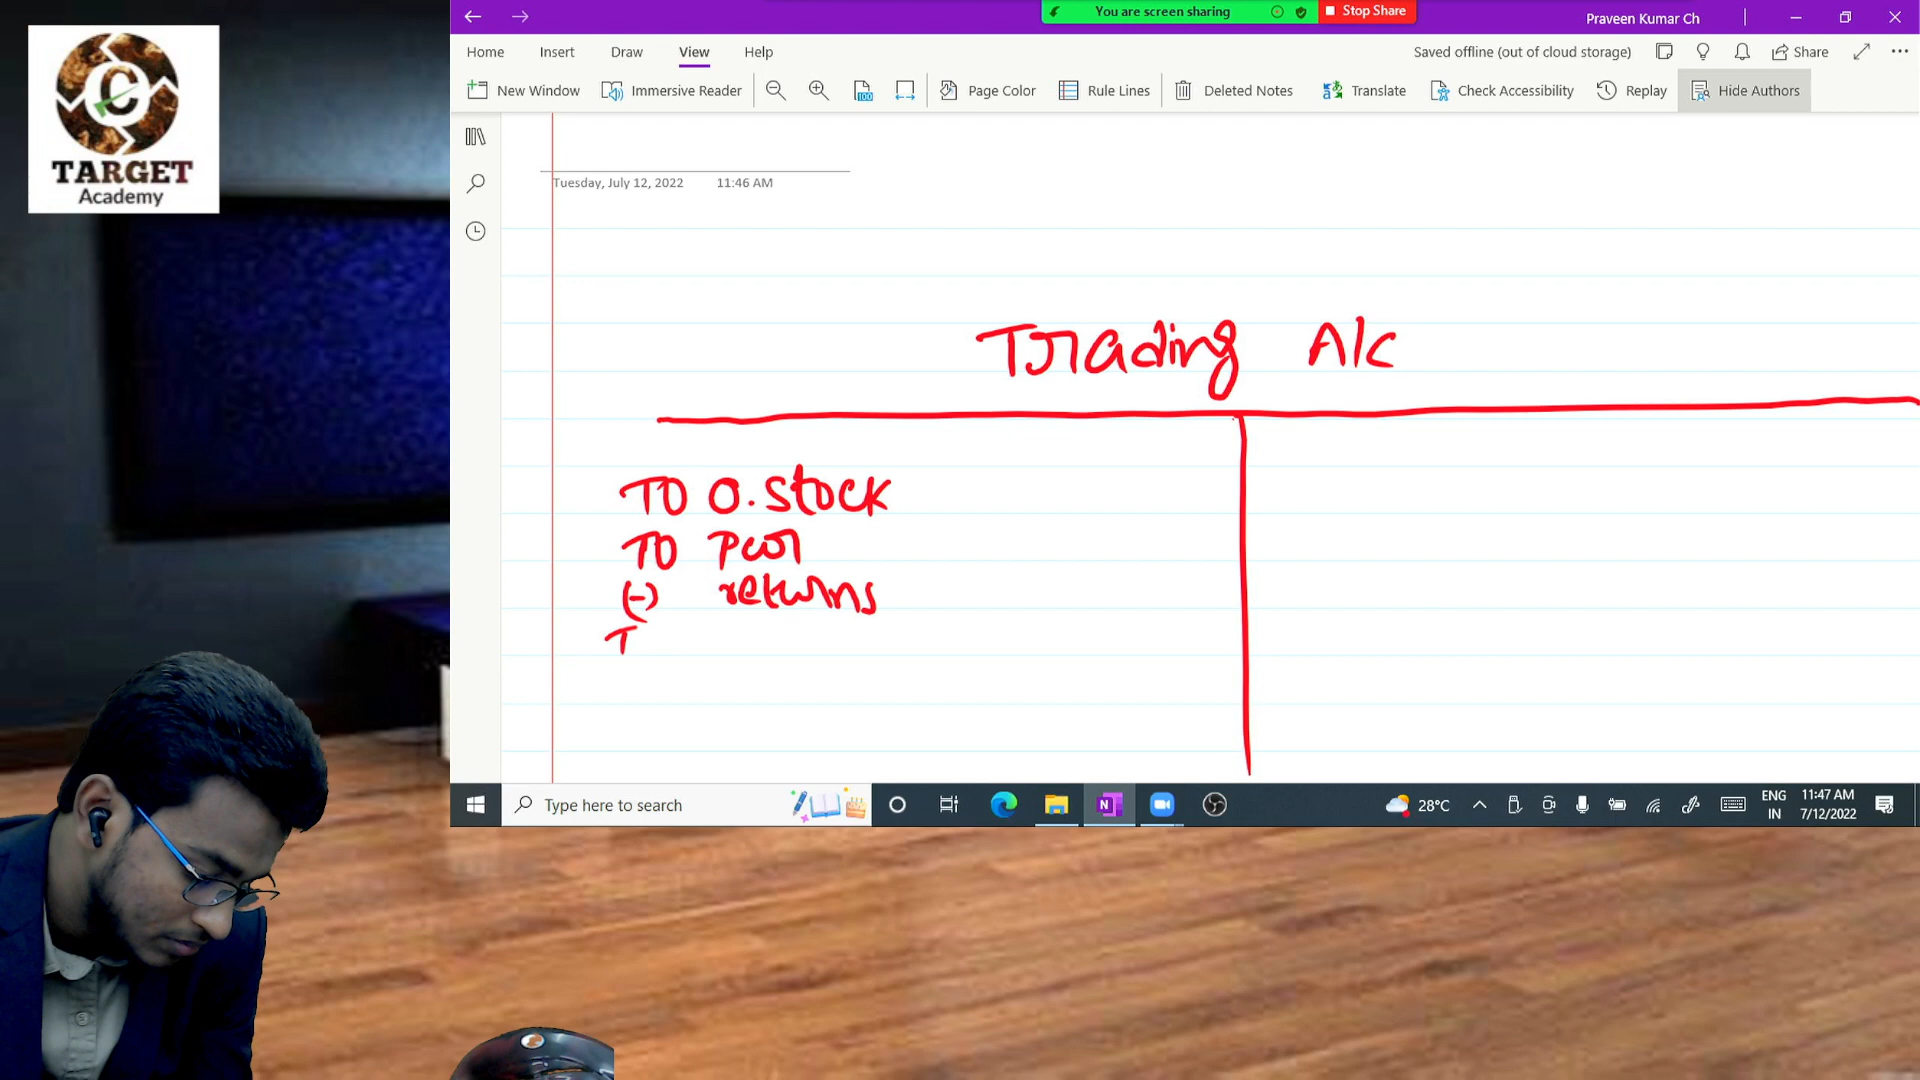 TARGET
Academy
You are screen sharing
Stop Share
Praveen Kumar Ch
Home Insert Draw View Help
Saved offline (out of cloud storage)
Share
New Window
Immersive Reader
100
Page Color
Rule Lines
Deleted Notes
Translate
Check Accessibility
Replay
Hide Authors
Tuesday, July 12, 2022 11:46 AM
Trading A/c
TO O.Stock
TO pur
(-) returns
T
Type here to search
N
28°C
ENG
IN
11:47 AM
7/12/2022